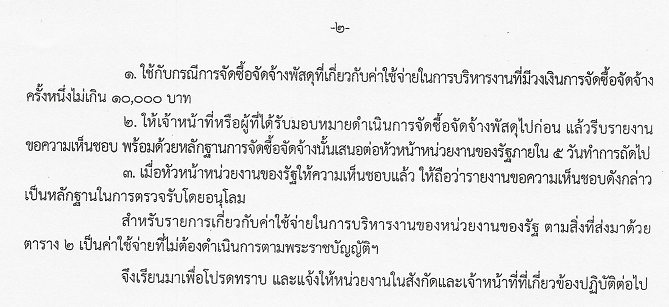 -๒-
๑. ใช้กับกรณีการจัดซื้อจัดจ้างพัสดุที่เกี่ยวกับค่าใช้จ่ายในการบริหารงานที่มีวงเงินการจัดซื้อจัดจ้าง
ครั้งหนึ่งไม่เกิน ๑๐,๐๐๐ บาท
๒. ให้เจ้าหน้าที่หรือผู้ที่ได้รับมอบหมายดำเนินการจัดซื้อจัดจ้างพัสดุไปก่อน แล้วรีบรายงาน
ขอความเห็นชอบ พร้อมด้วยหลักฐานการจัดซื้อจัดจ้างนั้นเสนอต่อหัวหน้าหน่วยงานของรัฐภายใน ๕ วันทำการถัดไป
๓. เมื่อหัวหน้าหน่วยงานของรัฐให้ความเห็นชอบแล้ว ให้ถือว่ารายงานขอความเห็นชอบดังกล่าว
เป็นหลักฐานในการตรวจรับโดยอนุโลม
สำหรับรายการเกี่ยวกับค่าใช้จ่ายในการบริหารงานของหน่วยงานของรัฐ ตามสิ่งที่ส่งมาด้วย
ตาราง ๒ เป็นค่าใช้จ่ายที่ไม่ต้องดำเนินการตามพระราชบัญญัติฯ
จึงเรียนมาเพื่อโปรดทราบ และแจ้งให้หน่วยงานในสังกัดและเจ้าหน้าที่ที่เกี่ยวข้องปฏิบัติต่อไป